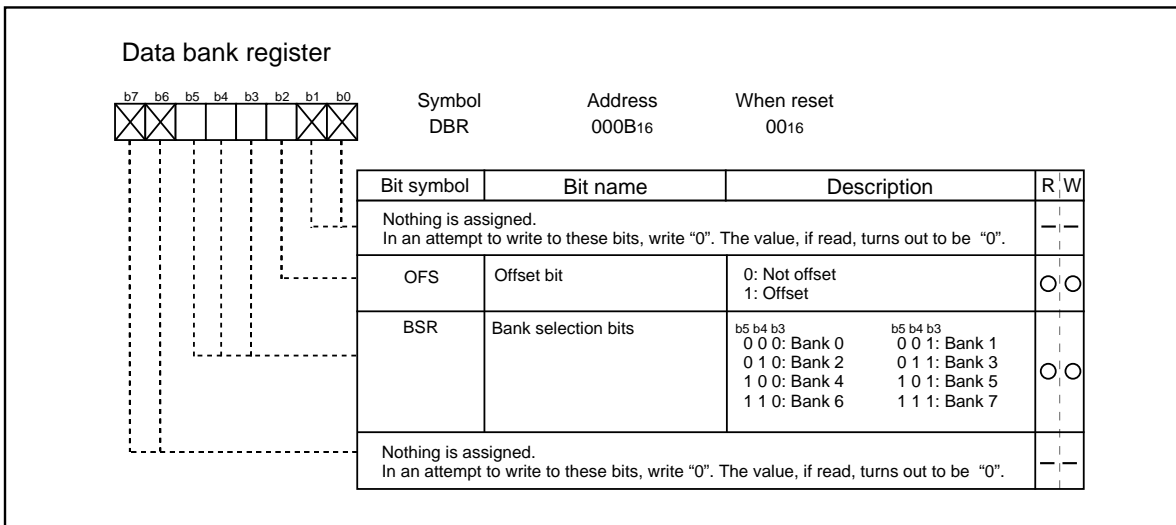 Data bank register
b7 b6 b5 b4 b3 b2 b1 b0
Symbol Address When reset
DBR 000B16 0016
Bit symbol Bit name Description R W
Nothing is assigned.
In an attempt to write to these bits, write “0”. The value, if read, turns out to be “0”.
OFS Offset bit 0: Not offset
1: Offset
BSR Bank selection bits b5 b4 b3 b5 b4 b3
0 0 0: Bank 0 0 0 1: Bank 1
0 1 0: Bank 2 0 1 1: Bank 3
1 0 0: Bank 4 1 0 1: Bank 5
1 1 0: Bank 6 1 1 1: Bank 7
Nothing is assigned.
In an attempt to write to these bits, write “0”. The value, if read, turns out to be “0”.